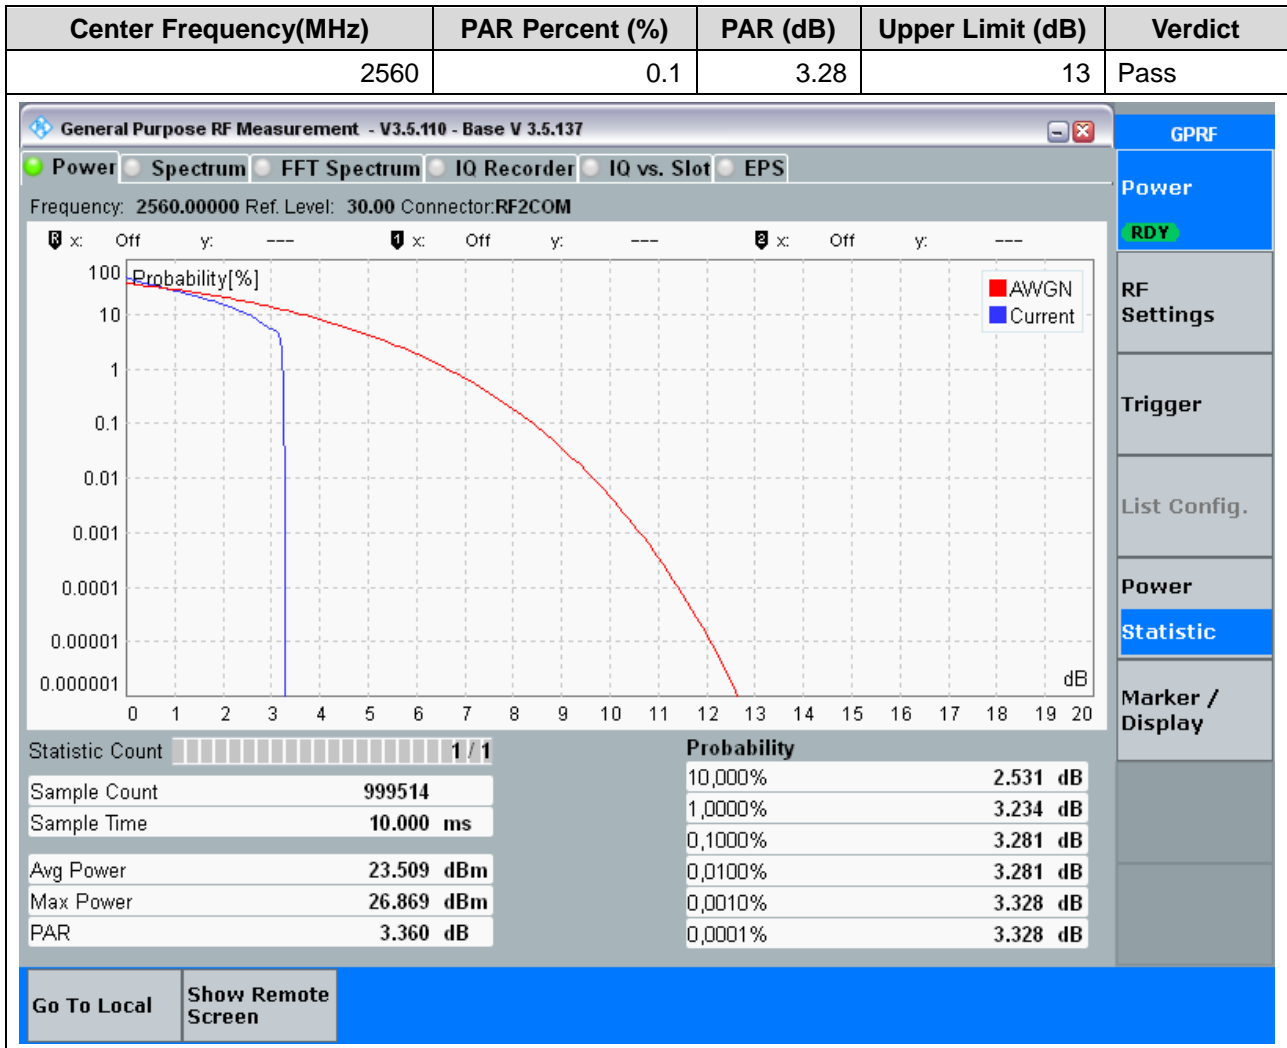 Center Frequency(MHz) PAR Percent (%) PAR (dB) Upper Limit (dB) Verdict
2560 0.1 3.28 13 Pass
General Purpose RF Measurement - V3.5.110 - Base V 3.5.137
GPRF
Power Spectrum FFT Spectrum IQ Recorder IQ vs. Slot EPS
Frequency: 2560.00000 Ref. Level: 30.00 Connector:RF2COM
R x: Off y: --- 1 x: Off y: --- 2 x: Off y: ---
Probability[%]
100
10
1
0.1
0.01
0.001
0.0001
0.00001
0.000001
AWGN
Current
dB
0 1 2 3 4 5 6 7 8 9 10 11 12 13 14 15 16 17 18 19 20
Statistic Count 1 / 1
Sample Count 999514
Sample Time 10.000 ms
Avg Power 23.509 dBm
Max Power 26.869 dBm
PAR 3.360 dB
Probability
10,000% 2.531 dB
1,0000% 3.234 dB
0,1000% 3.281 dB
0,0100% 3.281 dB
0,0010% 3.328 dB
0,0001% 3.328 dB
Power
RDY
RF
Settings
Trigger
List Config.
Power
Statistic
Marker /
Display
Go To Local
Show Remote
Screen